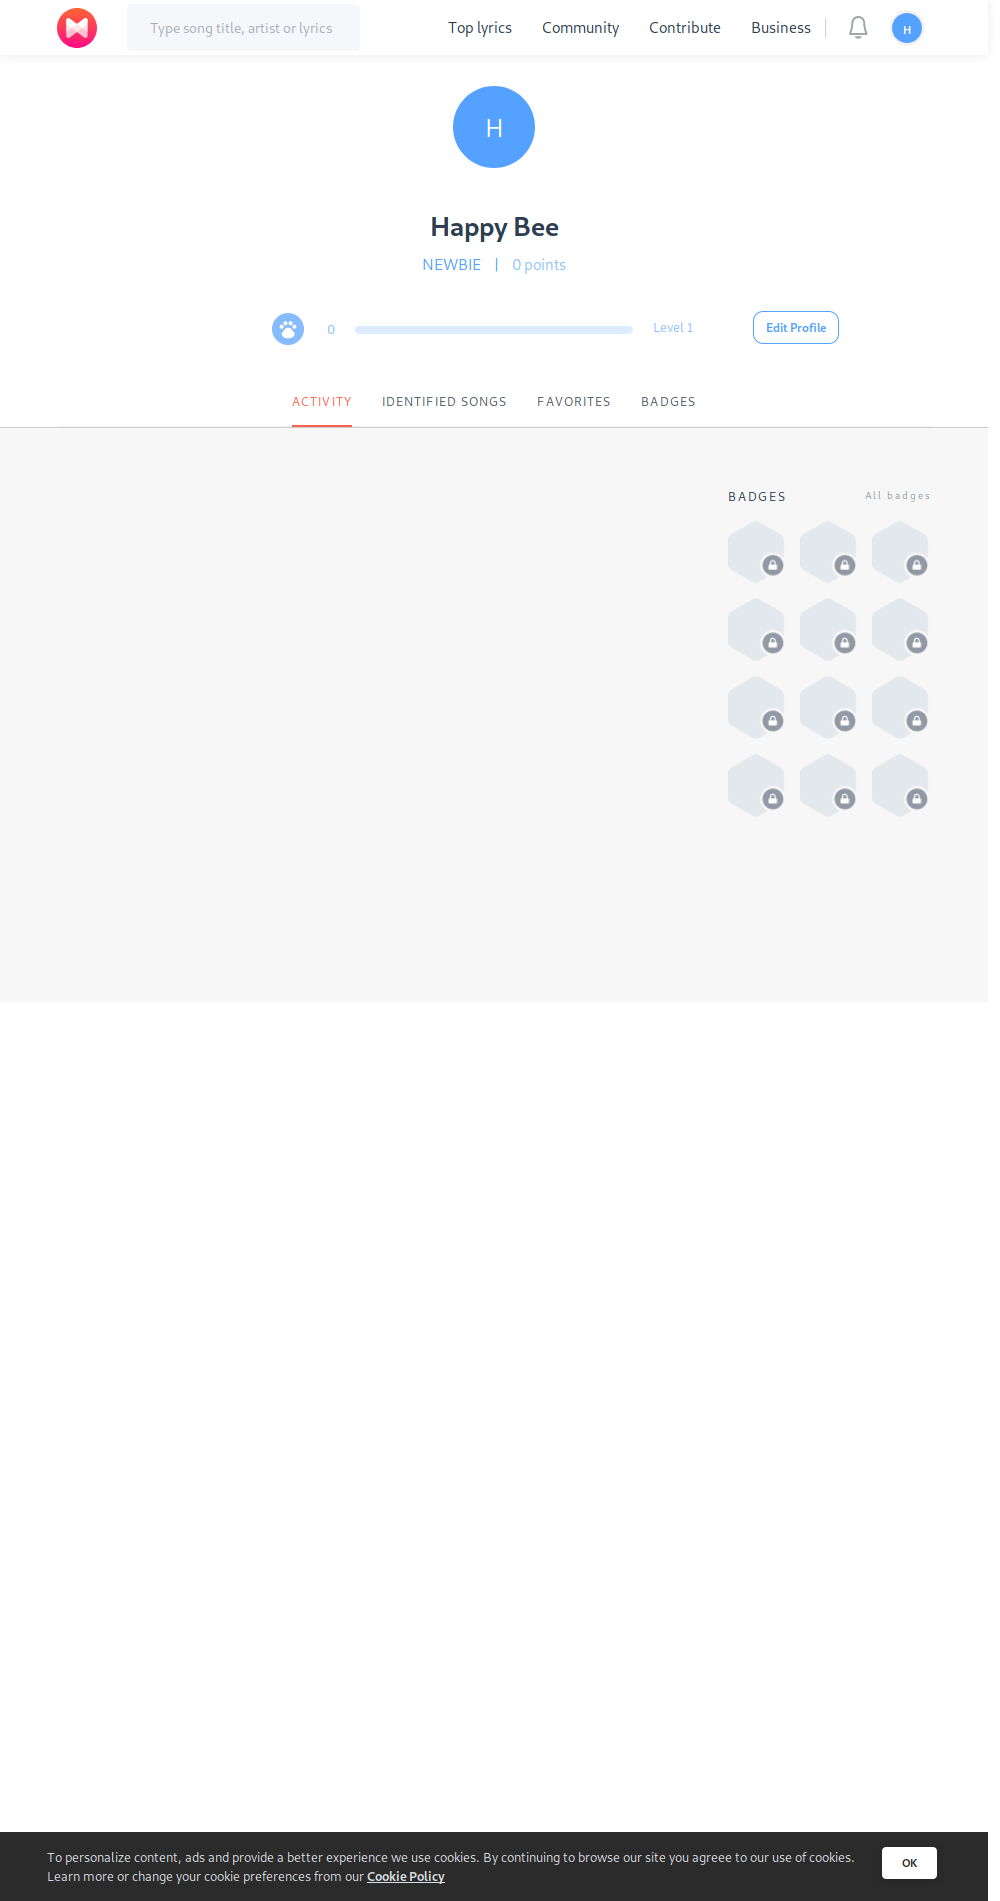 Type song title, artist or lyrics
Top lyrics Community Contribute Business
H
H
Happy Bee
NEWBIE | 0 points
0 Level 1 Edit Profile
ACTIVITY IDENTIFIED SONGS FAVORITES BADGES
BADGES All badges
To personalize content, ads and provide a better experience we use cookies. By continuing to browse our site you agreee to our use of cookies.
Learn more or change your cookie preferences from our Cookie Policy
OK